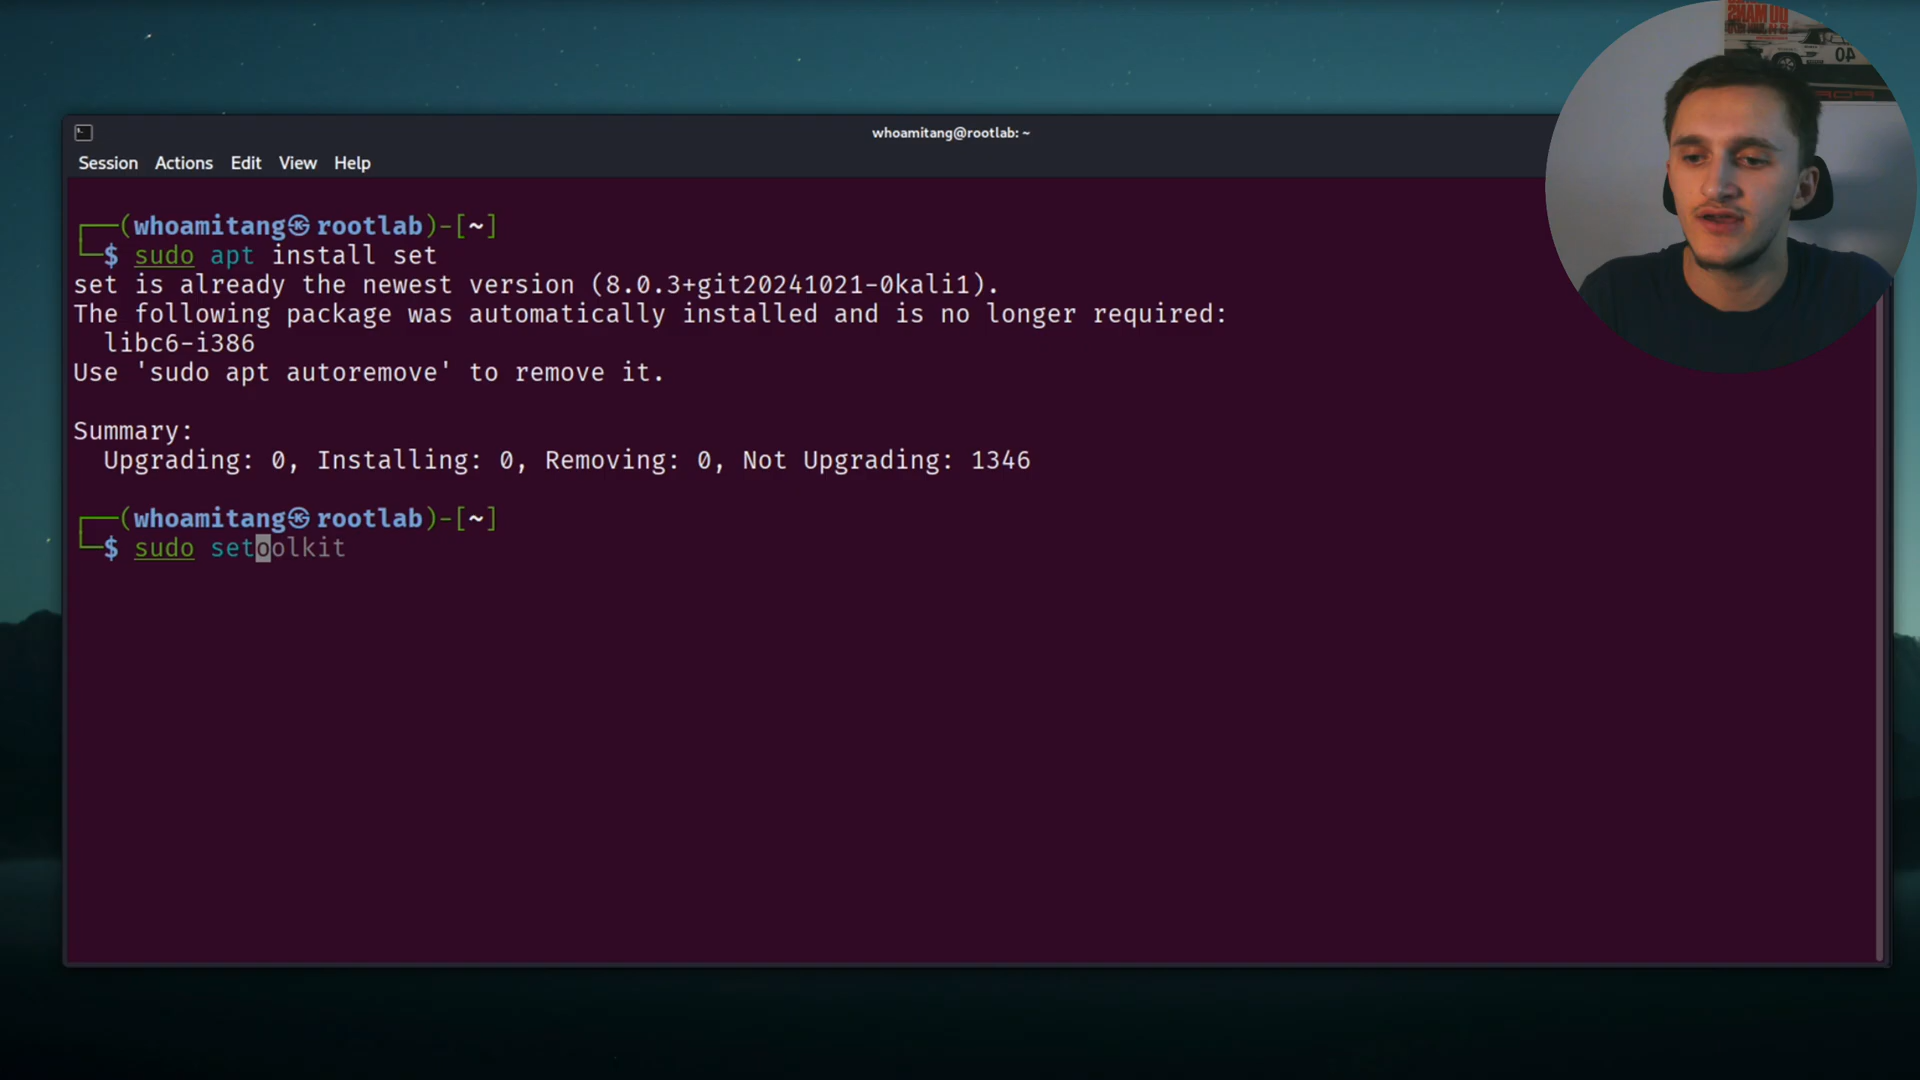 DU MANS
40
whoamitang@rootlab: ~
Session Actions Edit View Help
┌──(whoamitang㉿rootlab)-[~]
└─$ sudo apt install set
set is already the newest version (8.0.3+git20241021-0kali1).
The following package was automatically installed and is no longer required:
libc6-i386
Use 'sudo apt autoremove' to remove it.
Summary:
Upgrading: 0, Installing: 0, Removing: 0, Not Upgrading: 1346
┌──(whoamitang㉿rootlab)-[~]
└─$ sudo setoolkit